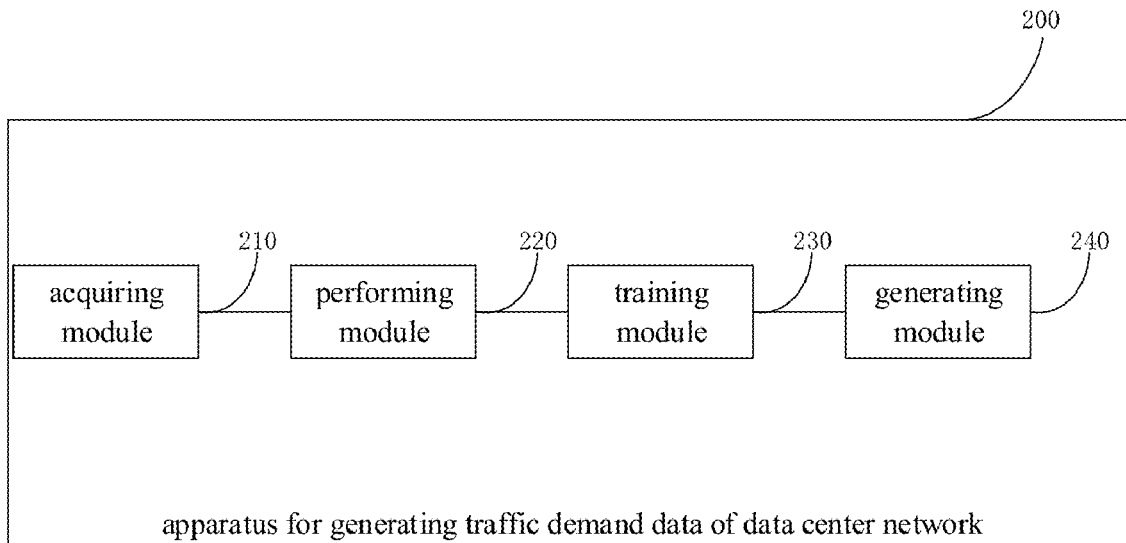 200
210
220
230
240
acquiring
module
performing
module
training
module
generating
module
apparatus for generating traffic demand data of data center network